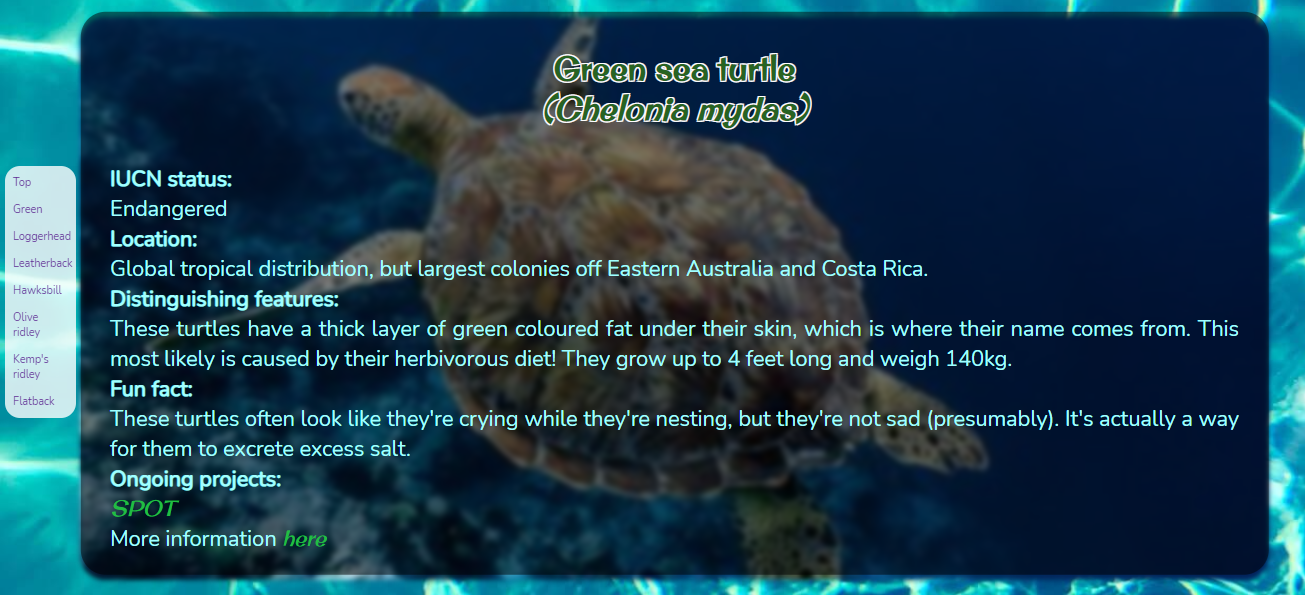 Green sea turtle
(Chelonia mydas)
Top
Green
Loggerhead
Leatherback
Hawksbill
Olive
ridley
Kemp's
ridley
Flatback
IUCN status:
Endangered
Location:
Global tropical distribution, but largest colonies off Eastern Australia and Costa Rica.
Distinguishing features:
These turtles have a thick layer of green coloured fat under their skin, which is where their name comes from. This
most likely is caused by their herbivorous diet! They grow up to 4 feet long and weigh 140kg.
Fun fact:
These turtles often look like they're crying while they're nesting, but they're not sad (presumably). It's actually a way
for them to excrete excess salt.
Ongoing projects:
SPOT
More information here